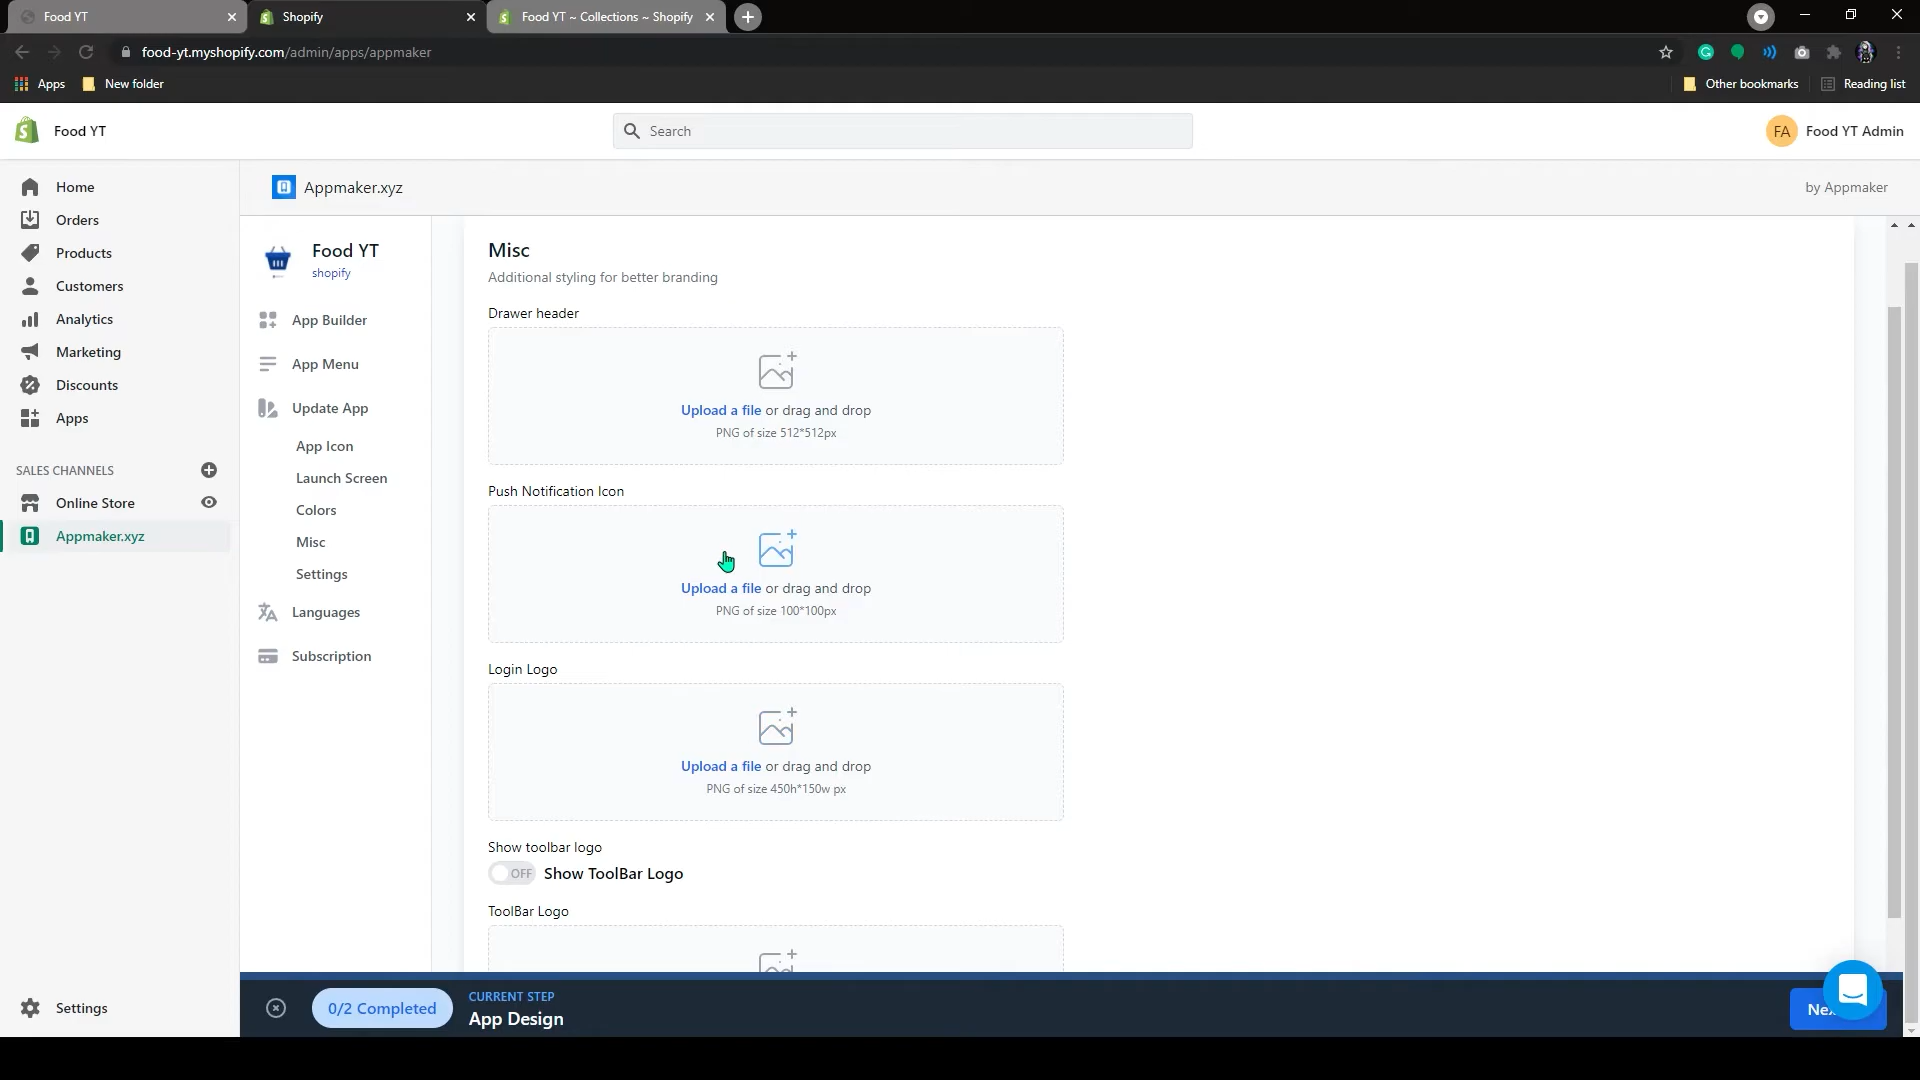 Food YT
Shopify
Food YT ~ Collections ~ Shopify
food-yt.myshopify.com/admin/apps/appmaker
Apps
New folder
Other bookmarks
Reading list
Food YT
Search
FA
Food YT Admin
Home
Orders
Products
Customers
Analytics
Marketing
Discounts
Apps
SALES CHANNELS
Online Store
Appmaker.xyz
Settings
Appmaker.xyz
by Appmaker
Food YT
shopify
App Builder
App Menu
Update App
App Icon
Launch Screen
Colors
Misc
Settings
Languages
Subscription
Misc
Additional styling for better branding
Drawer header
Upload a file or drag and drop
PNG of size 512*512px
Push Notification Icon
Upload a file or drag and drop
PNG of size 100*100px
Login Logo
Upload a file or drag and drop
PNG of size 450h*150w px
Show toolbar logo
OFF Show ToolBar Logo
ToolBar Logo
0/2 Completed
CURRENT STEP
App Design